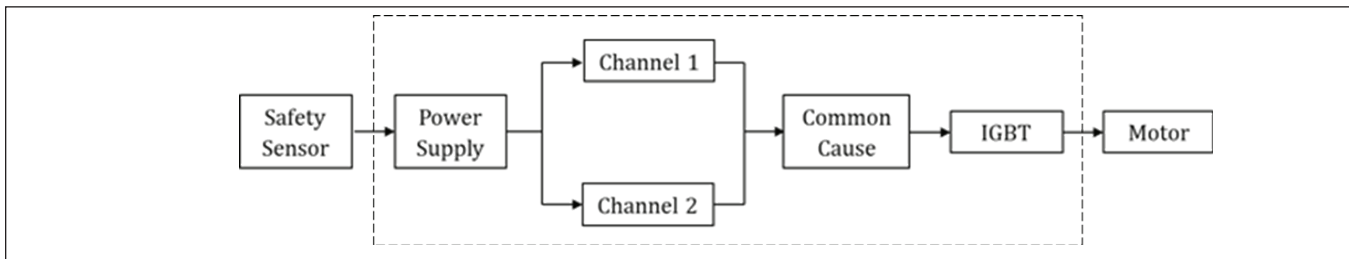 Safety
Sensor
Power
Supply
Channel 1
Channel 2
Common
Cause
IGBT
Motor